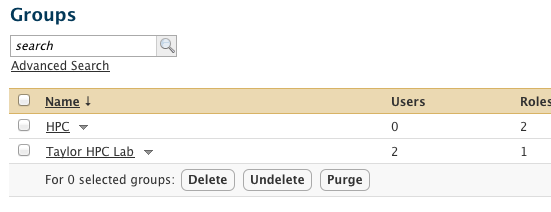 Groups
search
Advanced Search
Name ↓ Users Roles
HPC 0 2
Taylor HPC Lab 2 1
For 0 selected groups: Delete Undelete Purge